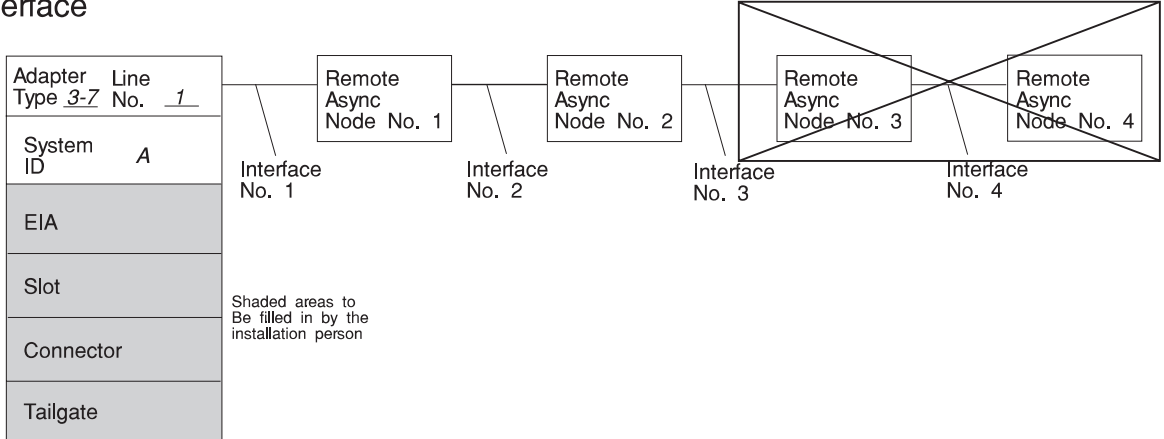 erface
Adapter Line
Type 3-7 No. 1
System
ID A
EIA
Slot
Connector
Tailgate
Remote
Async
Node No. 1
Remote
Async
Node No. 2
Remote
Async
Node No. 3
Remote
Async
Node No. 4
Interface
No. 1
Interface
No. 2
Interface
No. 3
Interface
No. 4
Shaded areas to
Be filled in by the
installation person